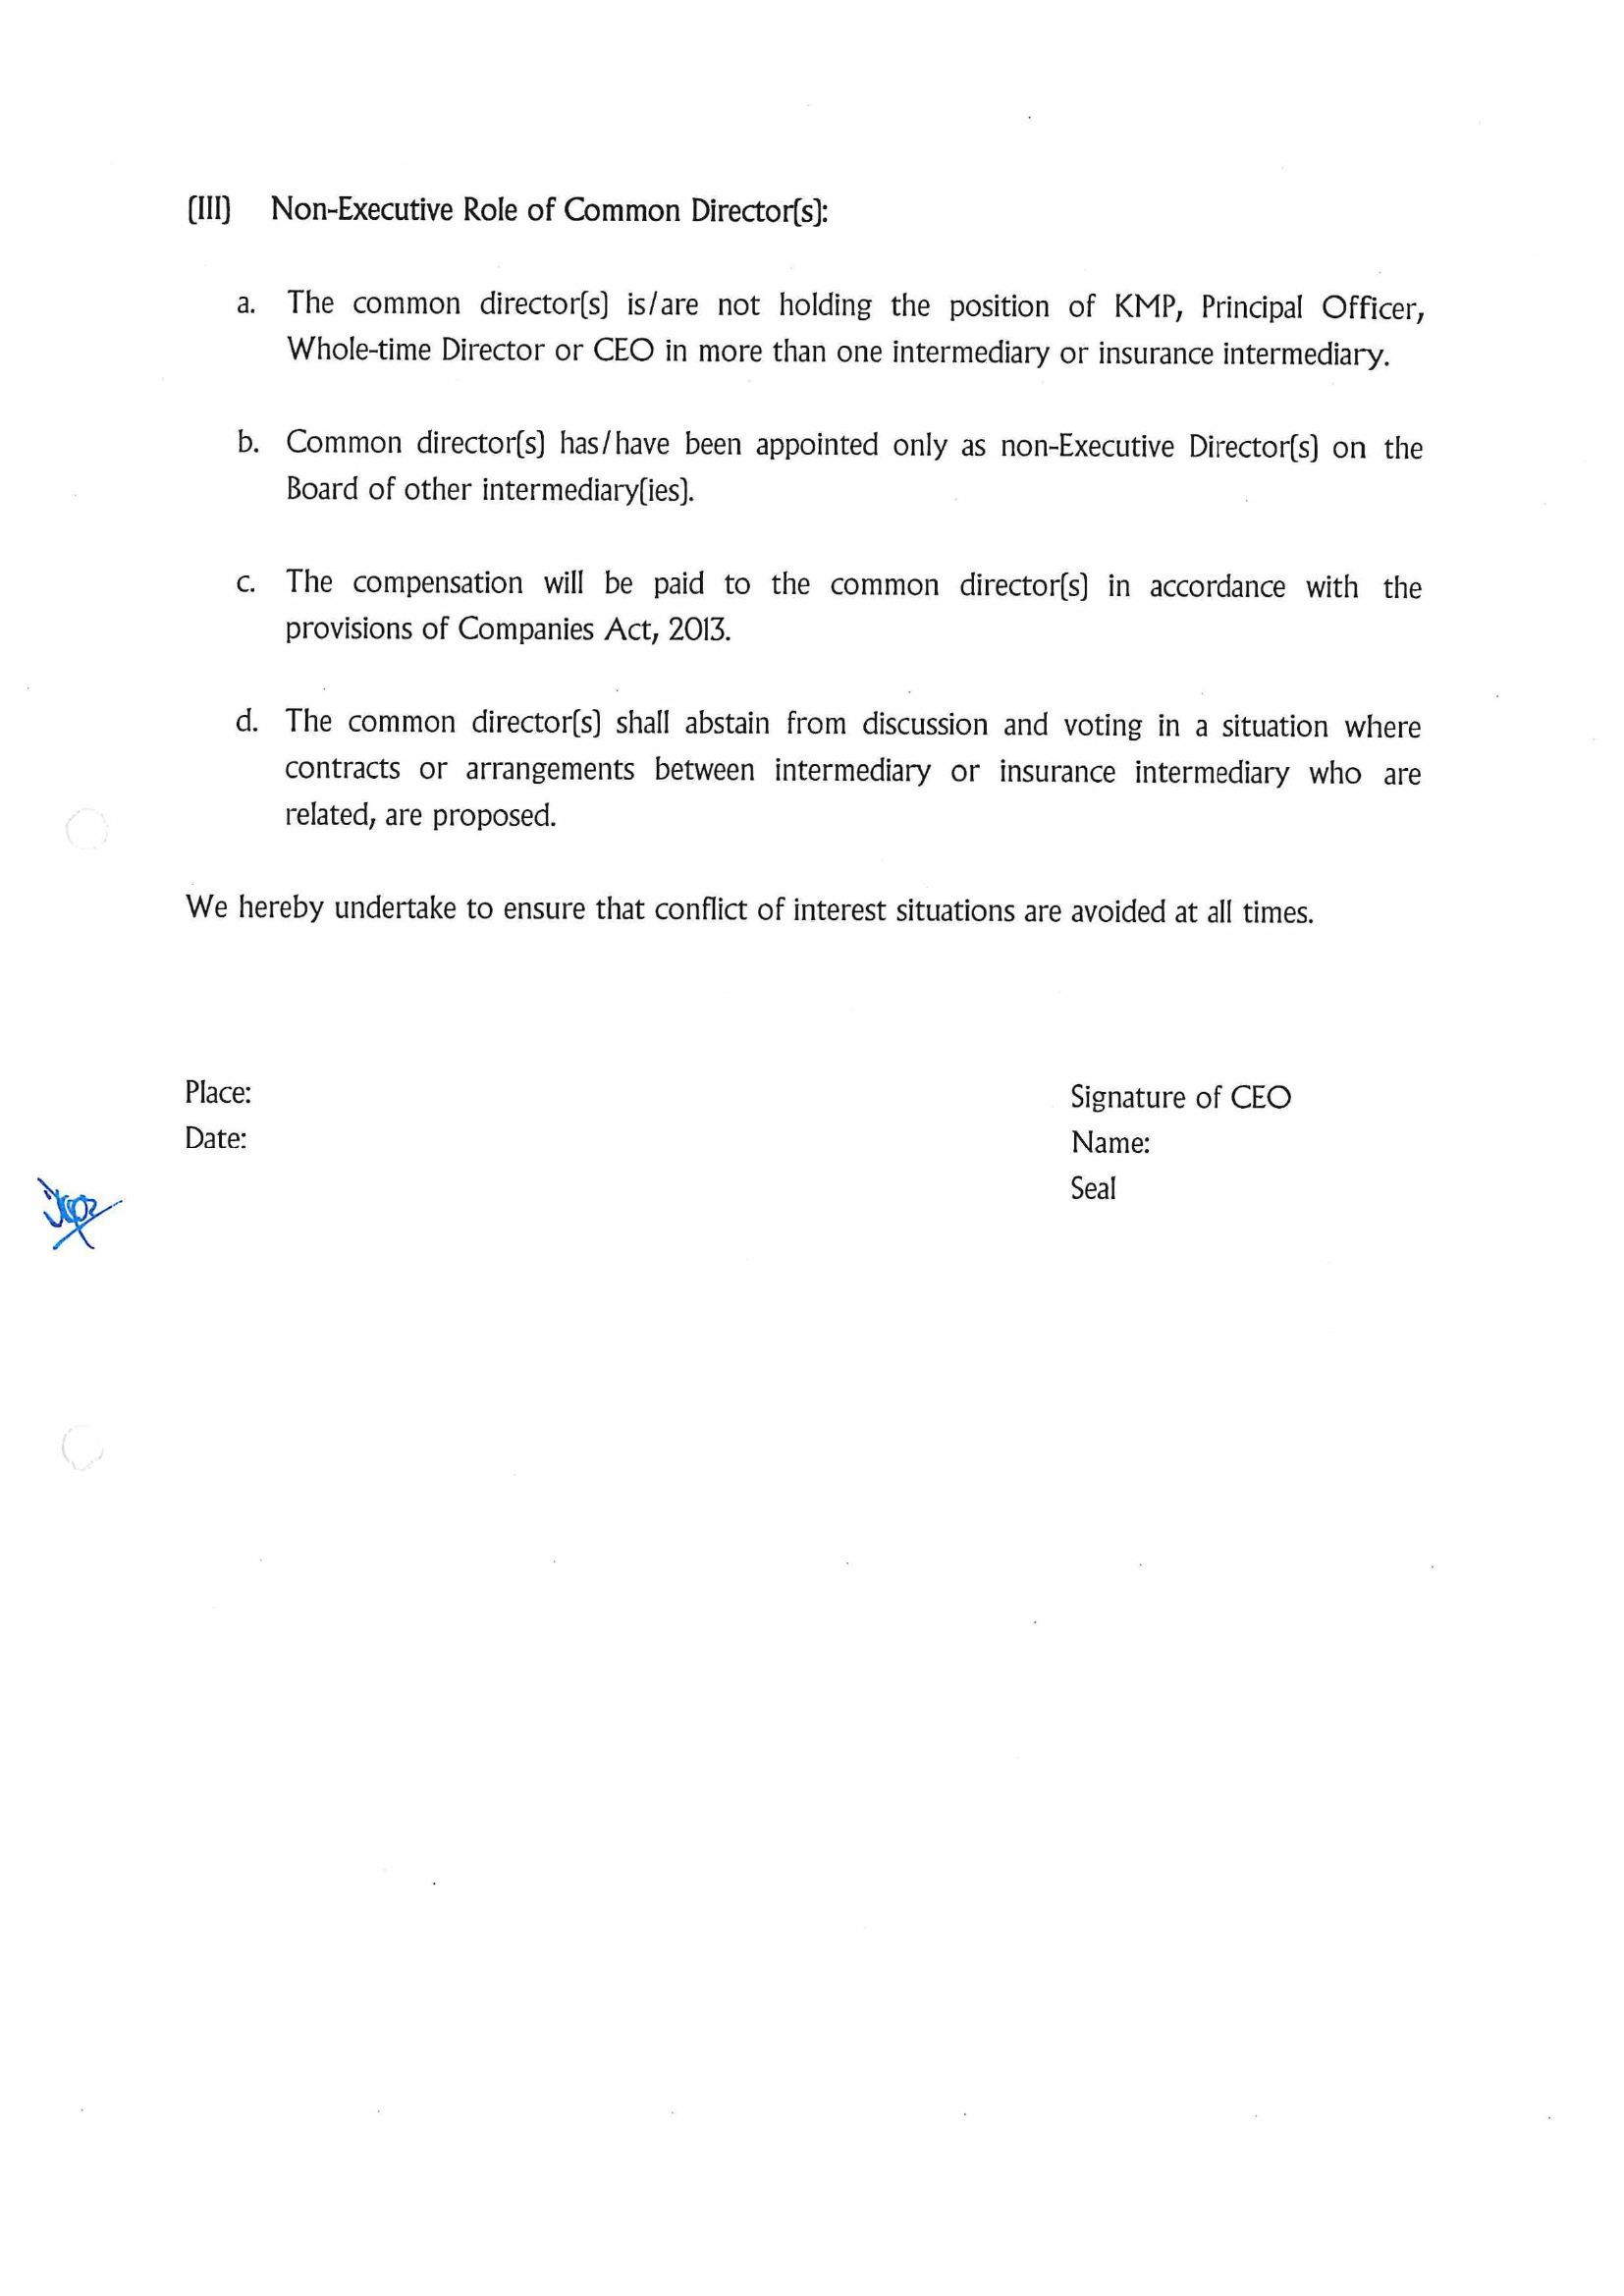 (III) Non-Executive Role of Common Director(s):
a. The common director(s) is/are not holding the position of KMP, Principal Officer,
Whole-time Director or CEO in more than one intermediary or insurance intermediary.
b. Common director(s) has/have been appointed only as non-Executive Director(s) on the
Board of other intermediary(ies).
c. The compensation will be paid to the common director(s) in accordance with the
provisions of Companies Act, 2013.
d. The common director(s) shall abstain from discussion and voting in a situation where
contracts or arrangements between intermediary or insurance intermediary who are
related, are proposed.
We hereby undertake to ensure that conflict of interest situations are avoided at all times.
Place:
Date:
Signature of CEO
Name:
Seal